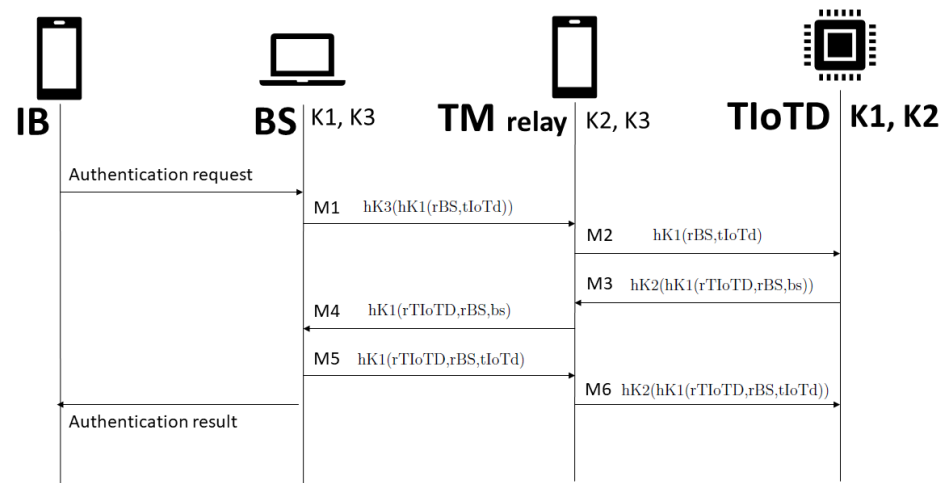 IB
BS K1, K3
TM relay K2, K3
TIoTD K1, K2
Authentication request
M1 hK3(hK1(rBS,tIoTd))
M2 hK1(rBS,tIoTd)
M3 hK2(hK1(rTIoTD,rBS,bs))
M4 hK1(rTIoTD,rBS,bs)
M5 hK1(rTIoTD,rBS,tIoTd)
M6 hK2(hK1(rTIoTD,rBS,tIoTd))
Authentication result